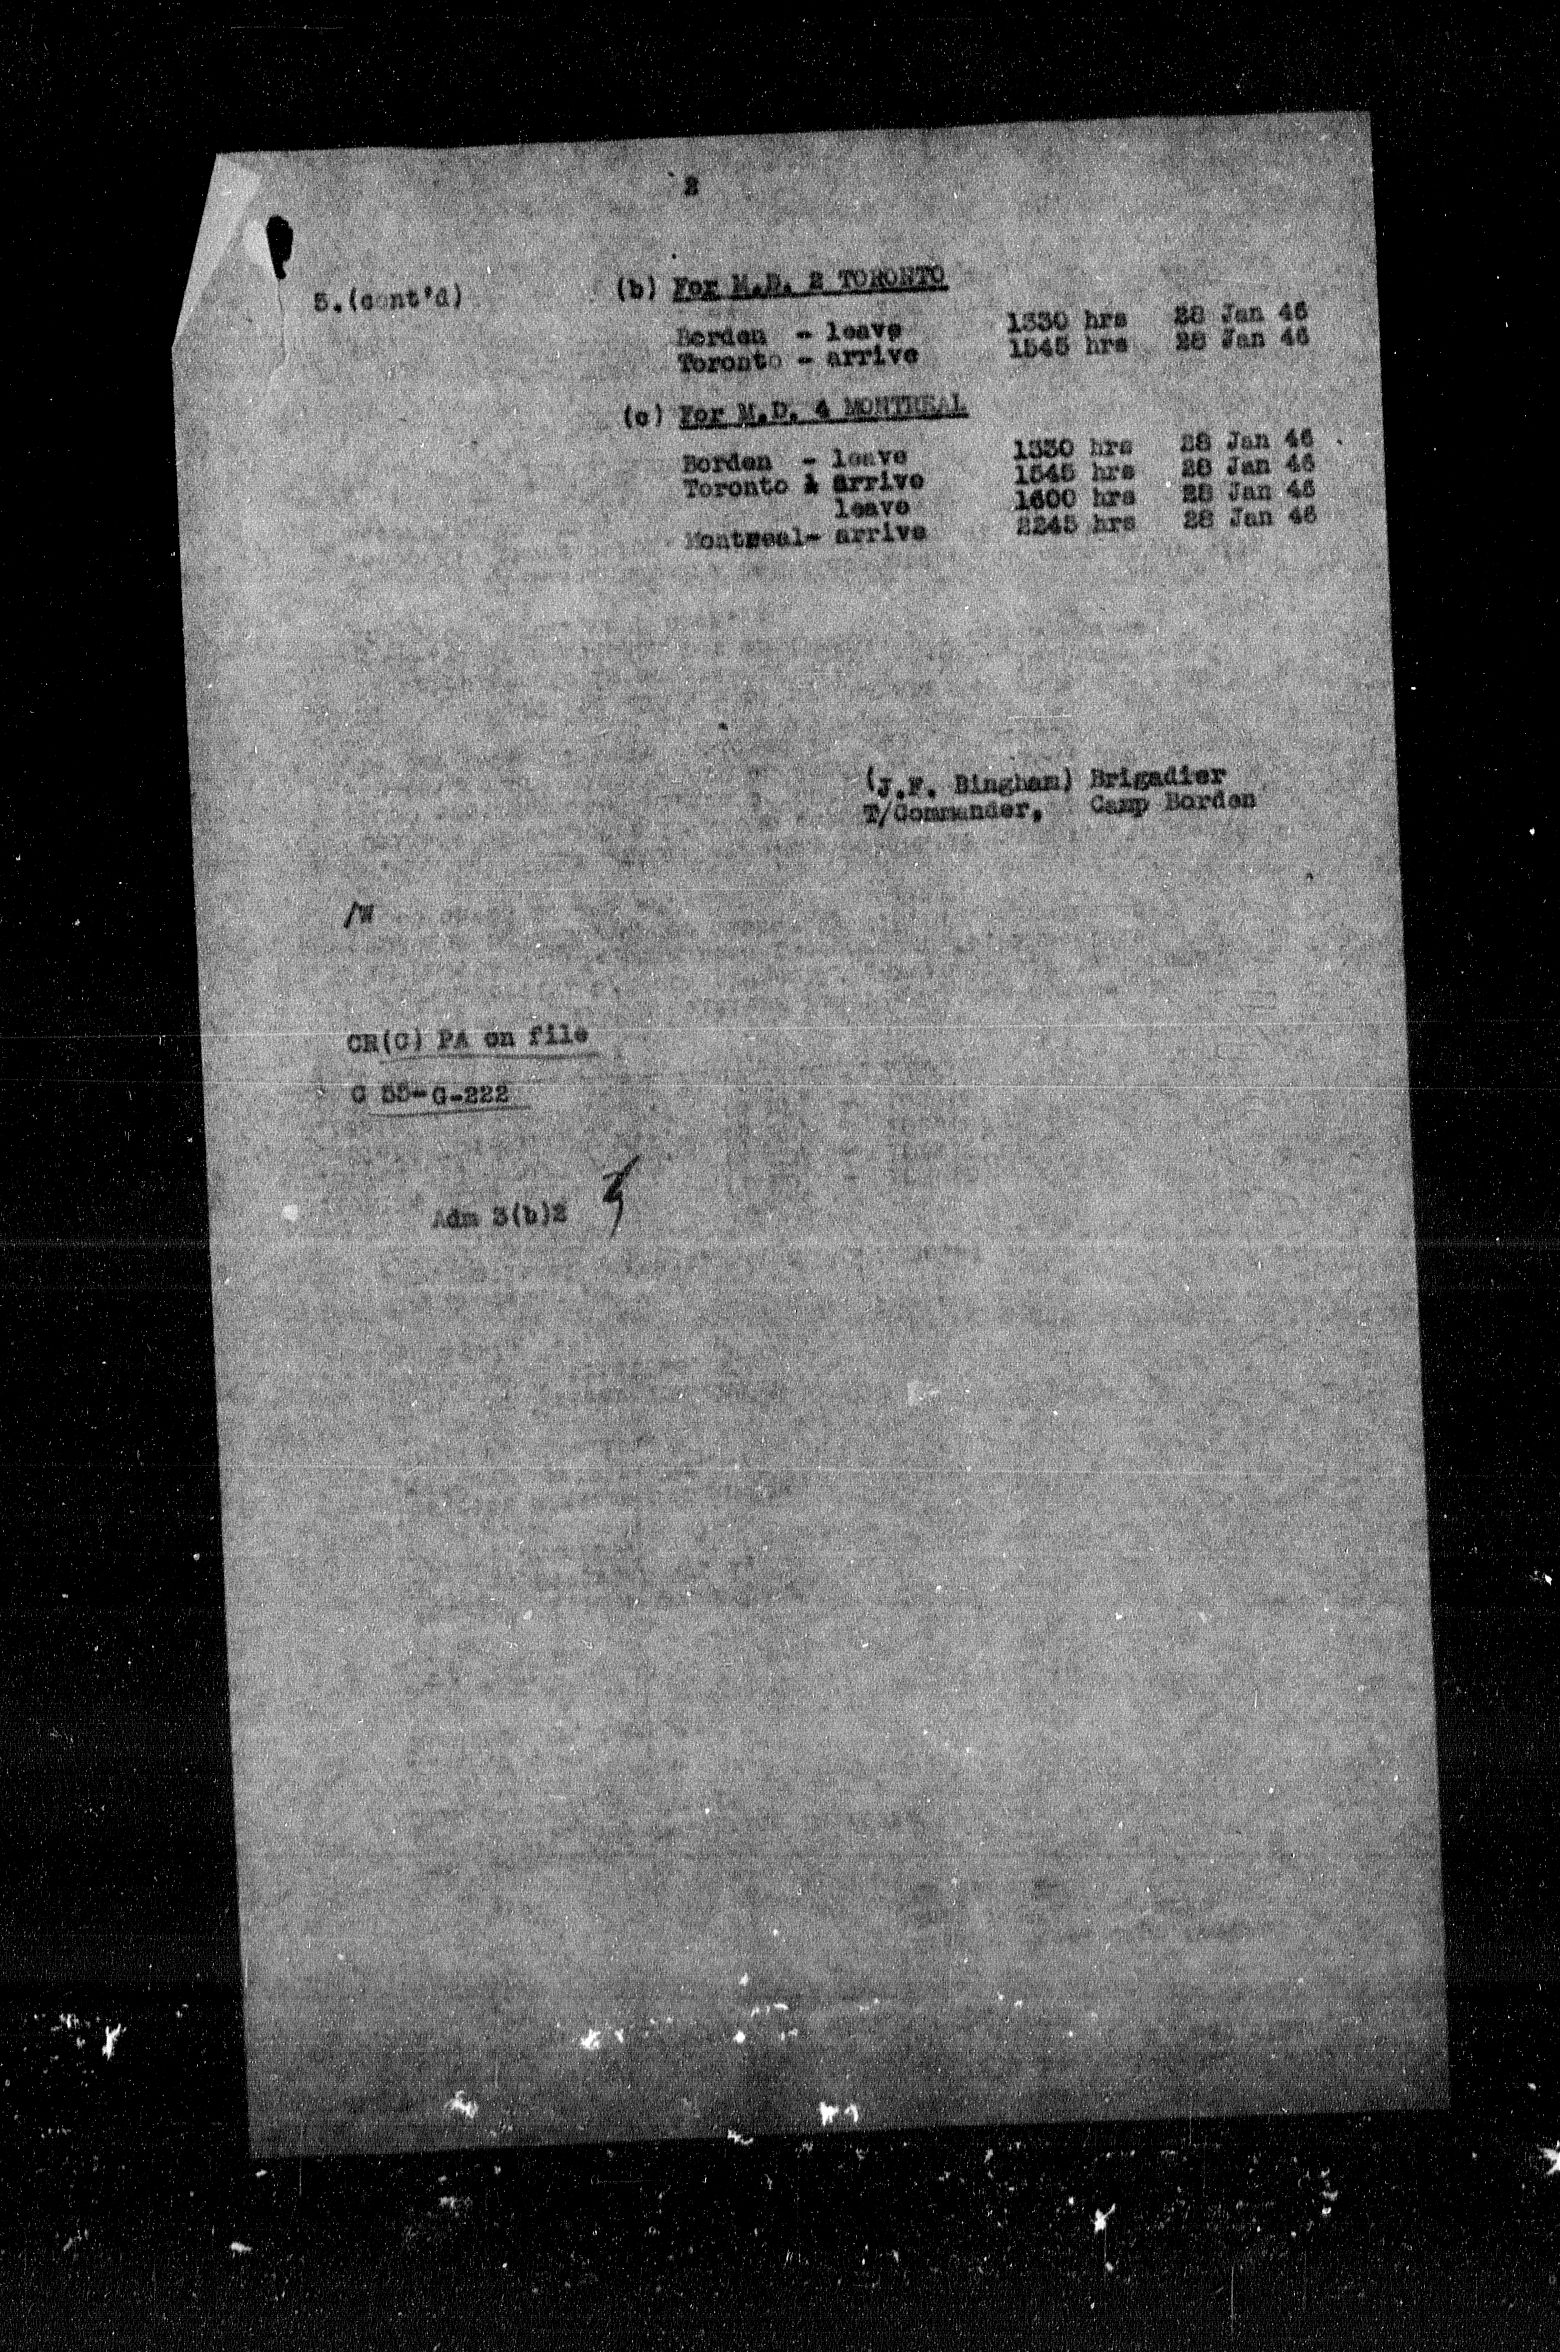 2
5.(cont'd) (b) For M.D. 2 TORONTO
Borden - leave 1330 hrs 28 Jan 46
Toronto - arrive 1545 hrs 28 Jan 46
(c) For M.D. 4 MONTREAL
Borden - leave 1330 hrs 28 Jan 46
Toronto & arrive 1545 hrs 28 Jan 46
leave 1600 hrs 28 Jan 46
Montreal- arrive 2245 hrs 28 Jan 46
(J.F. Bingham) Brigadier
T/Commander, Camp Borden
/W
CR(C) PA on file
C 55-G-222
Adm 3(b)2